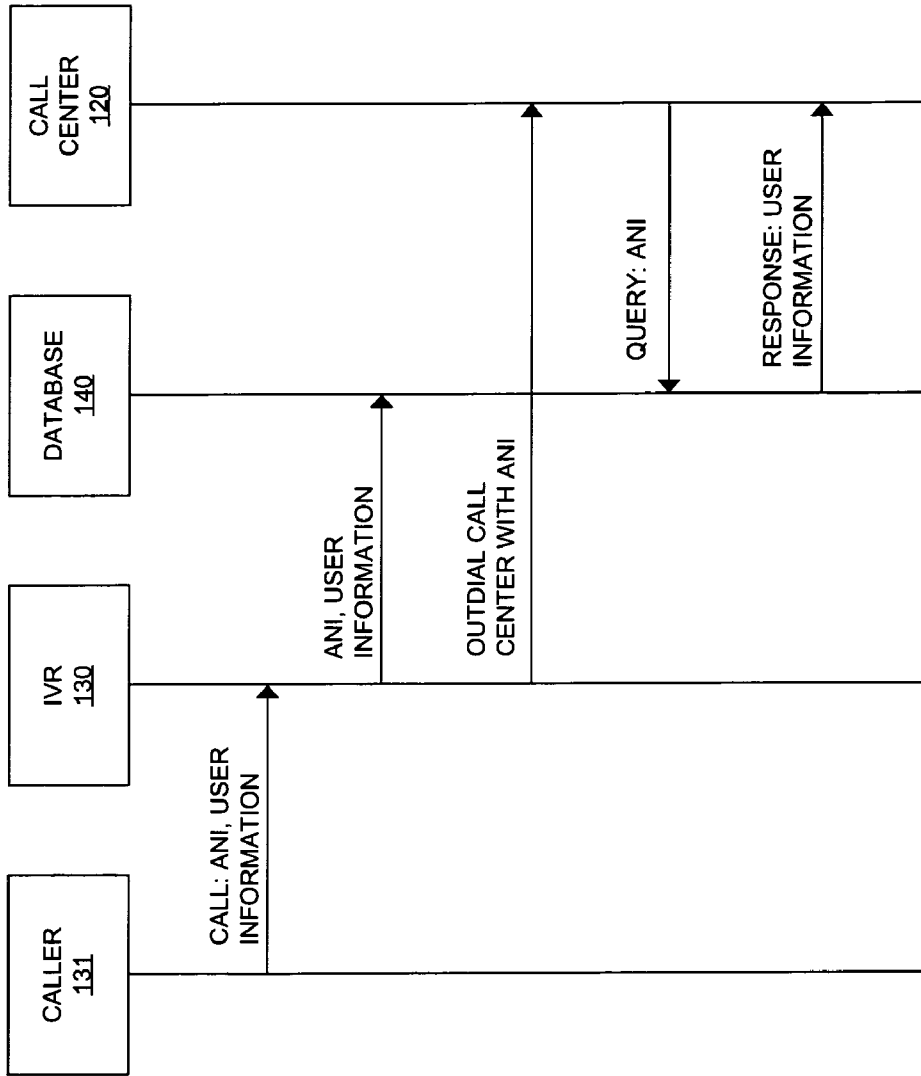 CALLER
131
IVR
130
DATABASE
140
CALL
CENTER
120
CALL: ANI, USER
INFORMATION
ANI, USER
INFORMATION
OUTDIAL CALL
CENTER WITH ANI
QUERY: ANI
RESPONSE: USER
INFORMATION